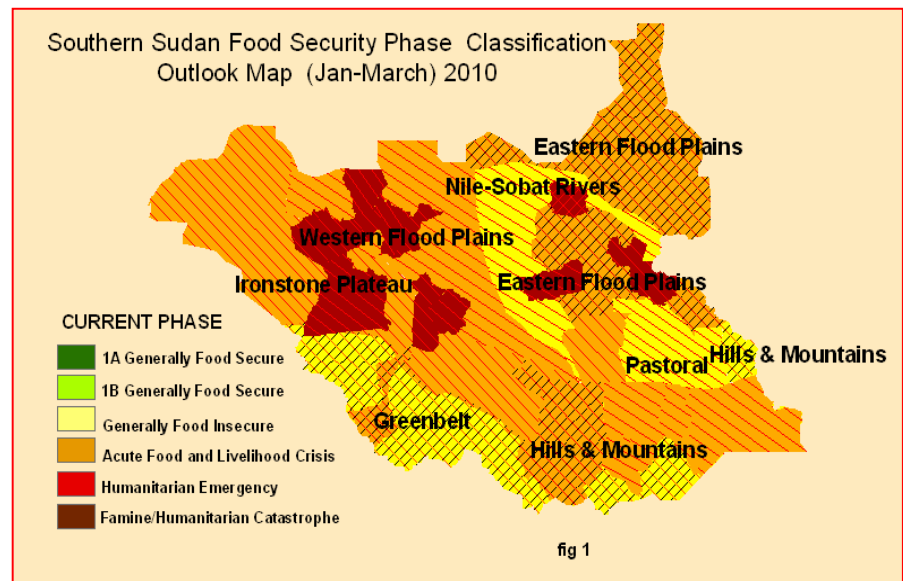 Southern Sudan Food Security Phase Classification
Outlook Map (Jan-March) 2010
Eastern Flood Plains
Nile-Sobat Rivers
Western Flood Plains
Ironstone Plateau
Eastern Flood Plains
Pastoral
Hills & Mountains
Greenbelt
Hills & Mountains
CURRENT PHASE
1A Generally Food Secure
1B Generally Food Secure
Generally Food Insecure
Acute Food and Livelihood Crisis
Humanitarian Emergency
Famine/Humanitarian Catastrophe
fig 1